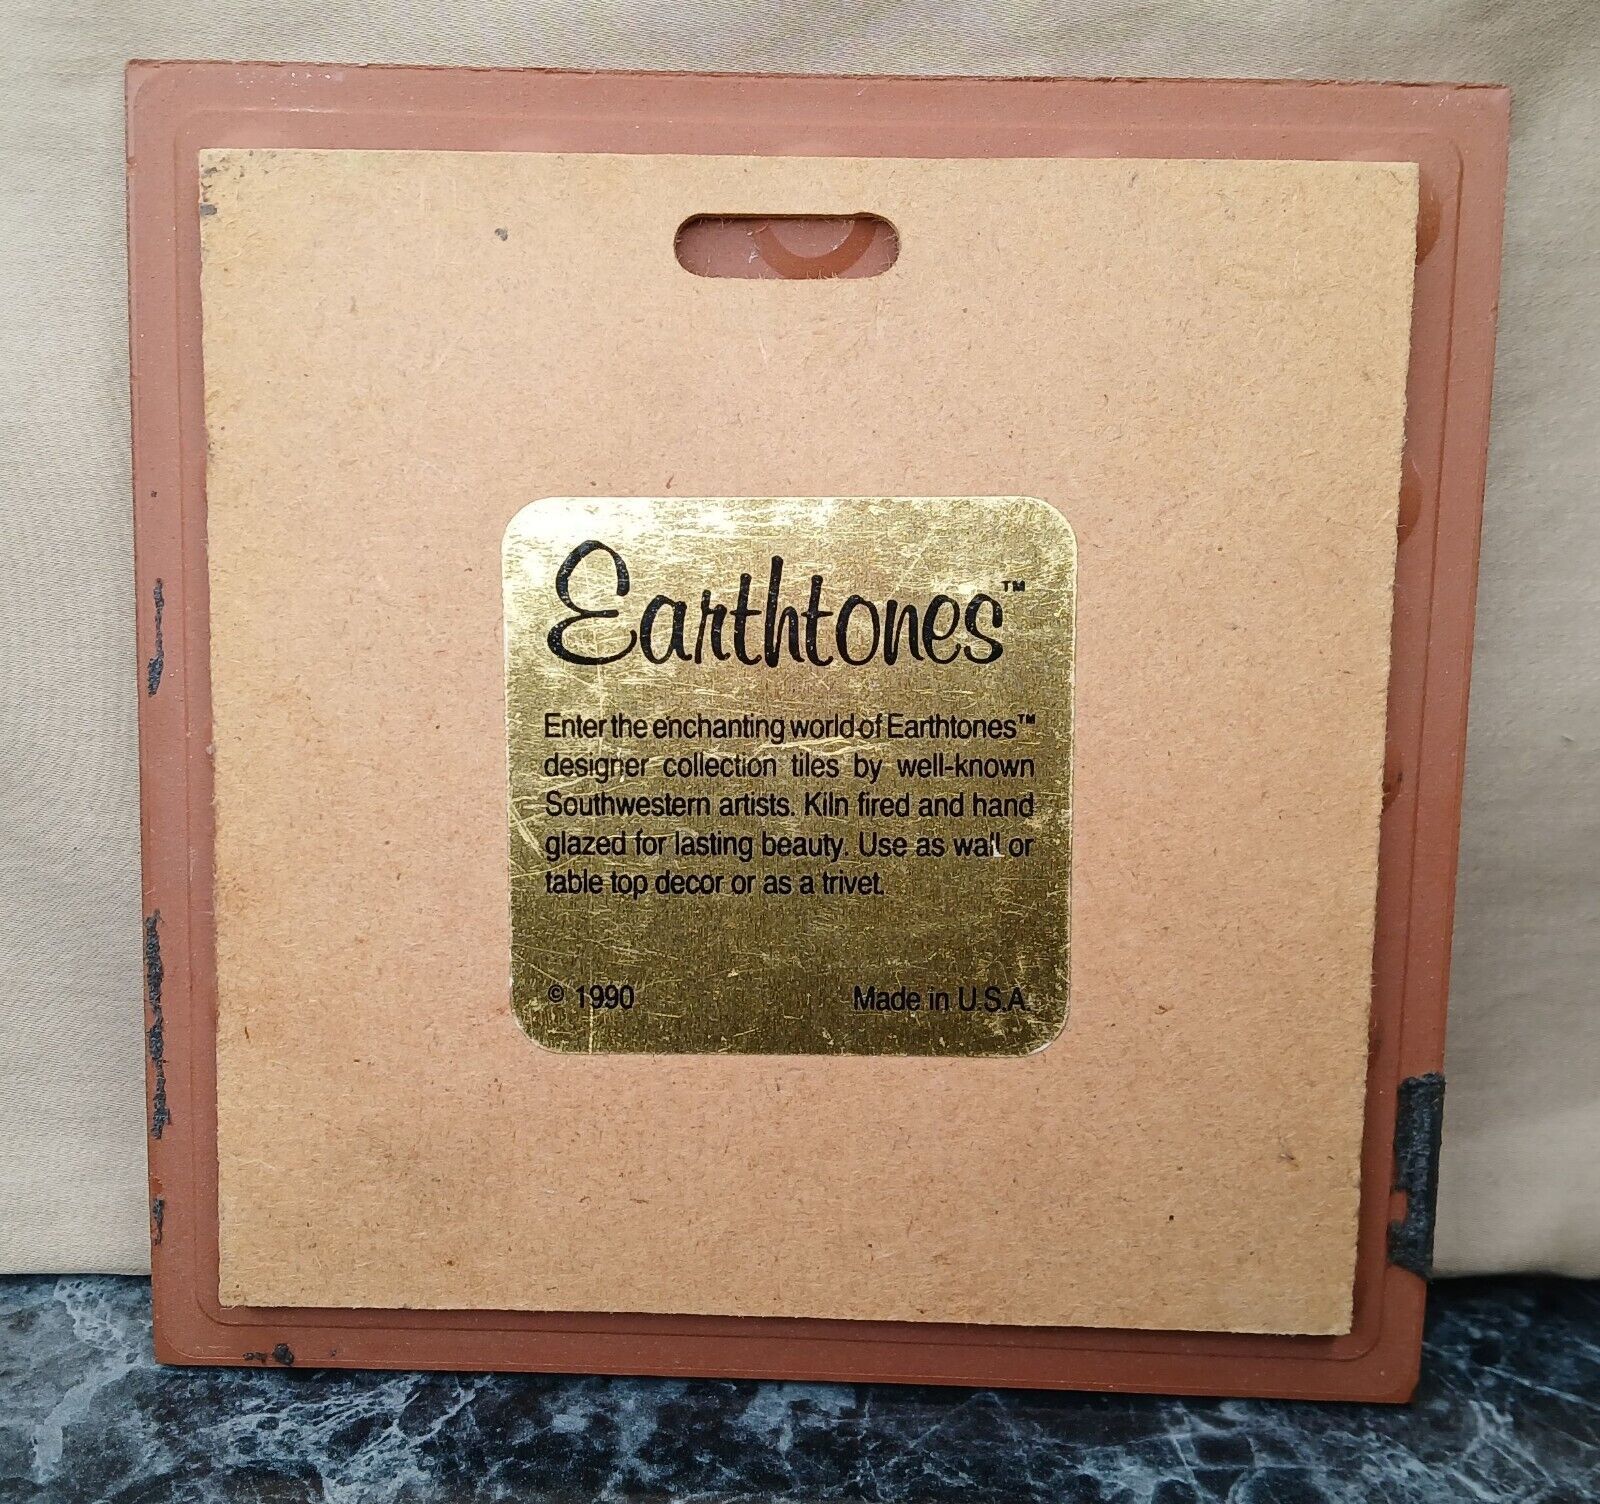 Earthtones™
Enter the enchanting world of Earthtones™
designer collection tiles by well-known
Southwestern artists. Kiln fired and hand
glazed for lasting beauty. Use as wall or
table top decor or as a trivet.
© 1990 Made in U.S.A.